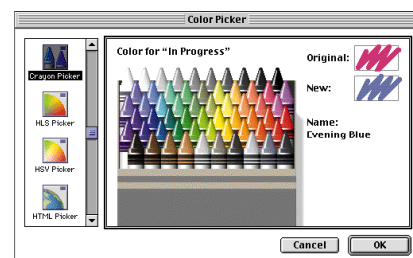 Color Picker
Crayon Picker
HLS Picker
HSV Picker
HTML Picker
Color for “In Progress”
Original:
New:
Name:
Evening Blue
Cancel
OK